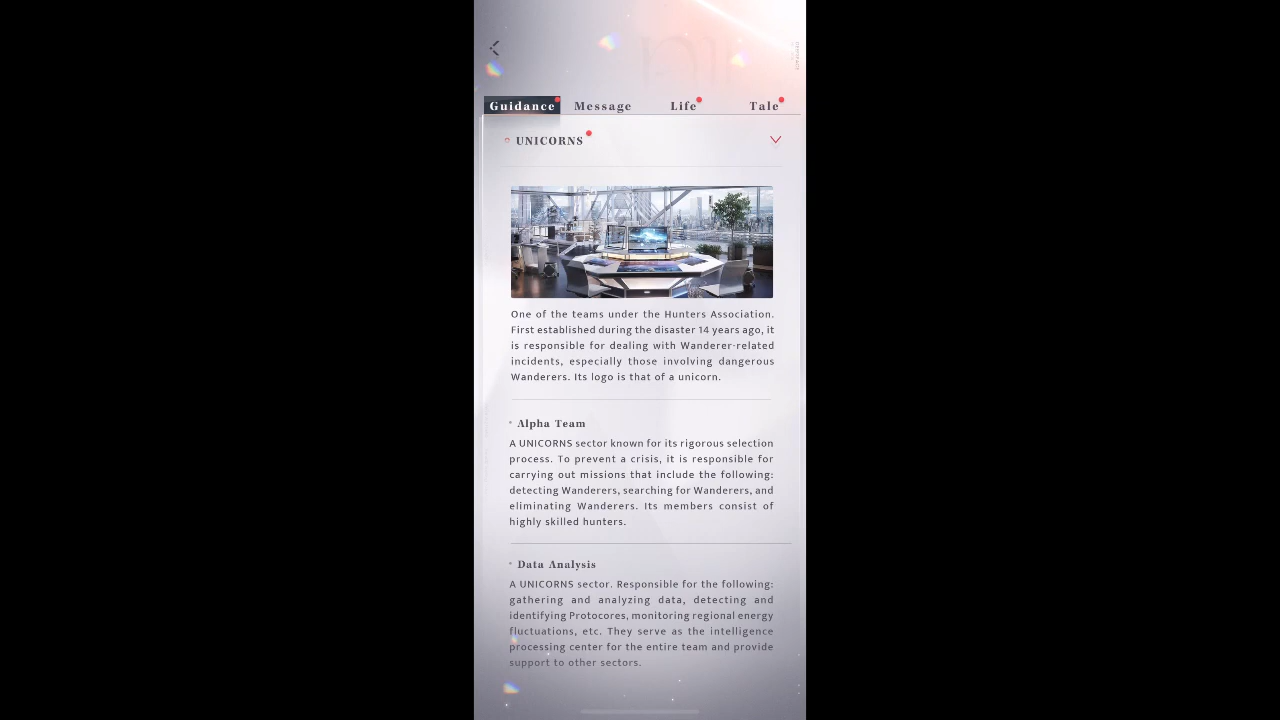 Guidance Message Life Tale
UNICORNS
One of the teams under the Hunters Association.
First established during the disaster 14 years ago, it
is responsible for dealing with Wanderer-related
incidents, especially those involving dangerous
Wanderers. Its logo is that of a unicorn.
Alpha Team
A UNICORNS sector known for its rigorous selection
process. To prevent a crisis, it is responsible for
carrying out missions that include the following:
detecting Wanderers, searching for Wanderers, and
eliminating Wanderers. Its members consist of
highly skilled hunters.
Data Analysis
A UNICORNS sector. Responsible for the following:
gathering and analyzing data, detecting and
identifying Protocores, monitoring regional energy
fluctuations, etc. They serve as the intelligence
processing center for the entire team and provide
support to other sectors.